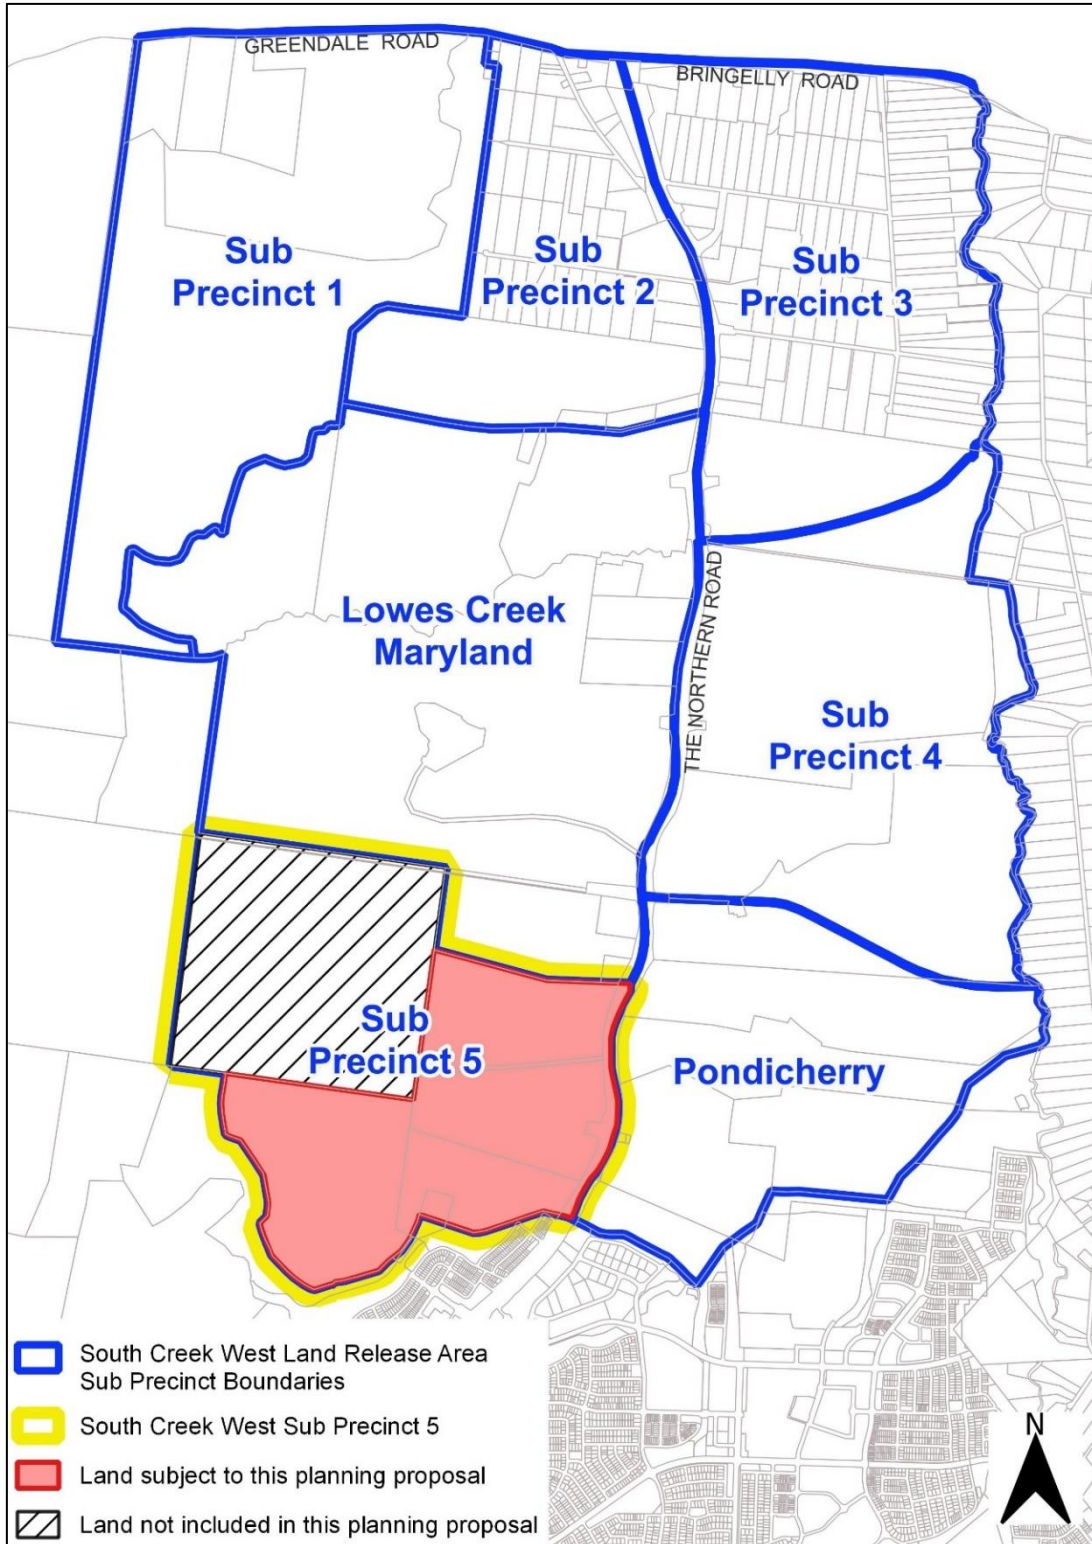 GREENDALE ROAD
BRINGELLY ROAD
Sub
Precinct 1
Sub
Precinct 2
Sub
Precinct 3
Lowes Creek
Maryland
THE NORTHERN ROAD
Sub
Precinct 4
Sub
Precinct 5
Pondicherry
South Creek West Land Release Area
Sub Precinct Boundaries
South Creek West Sub Precinct 5
Land subject to this planning proposal
Land not included in this planning proposal
N